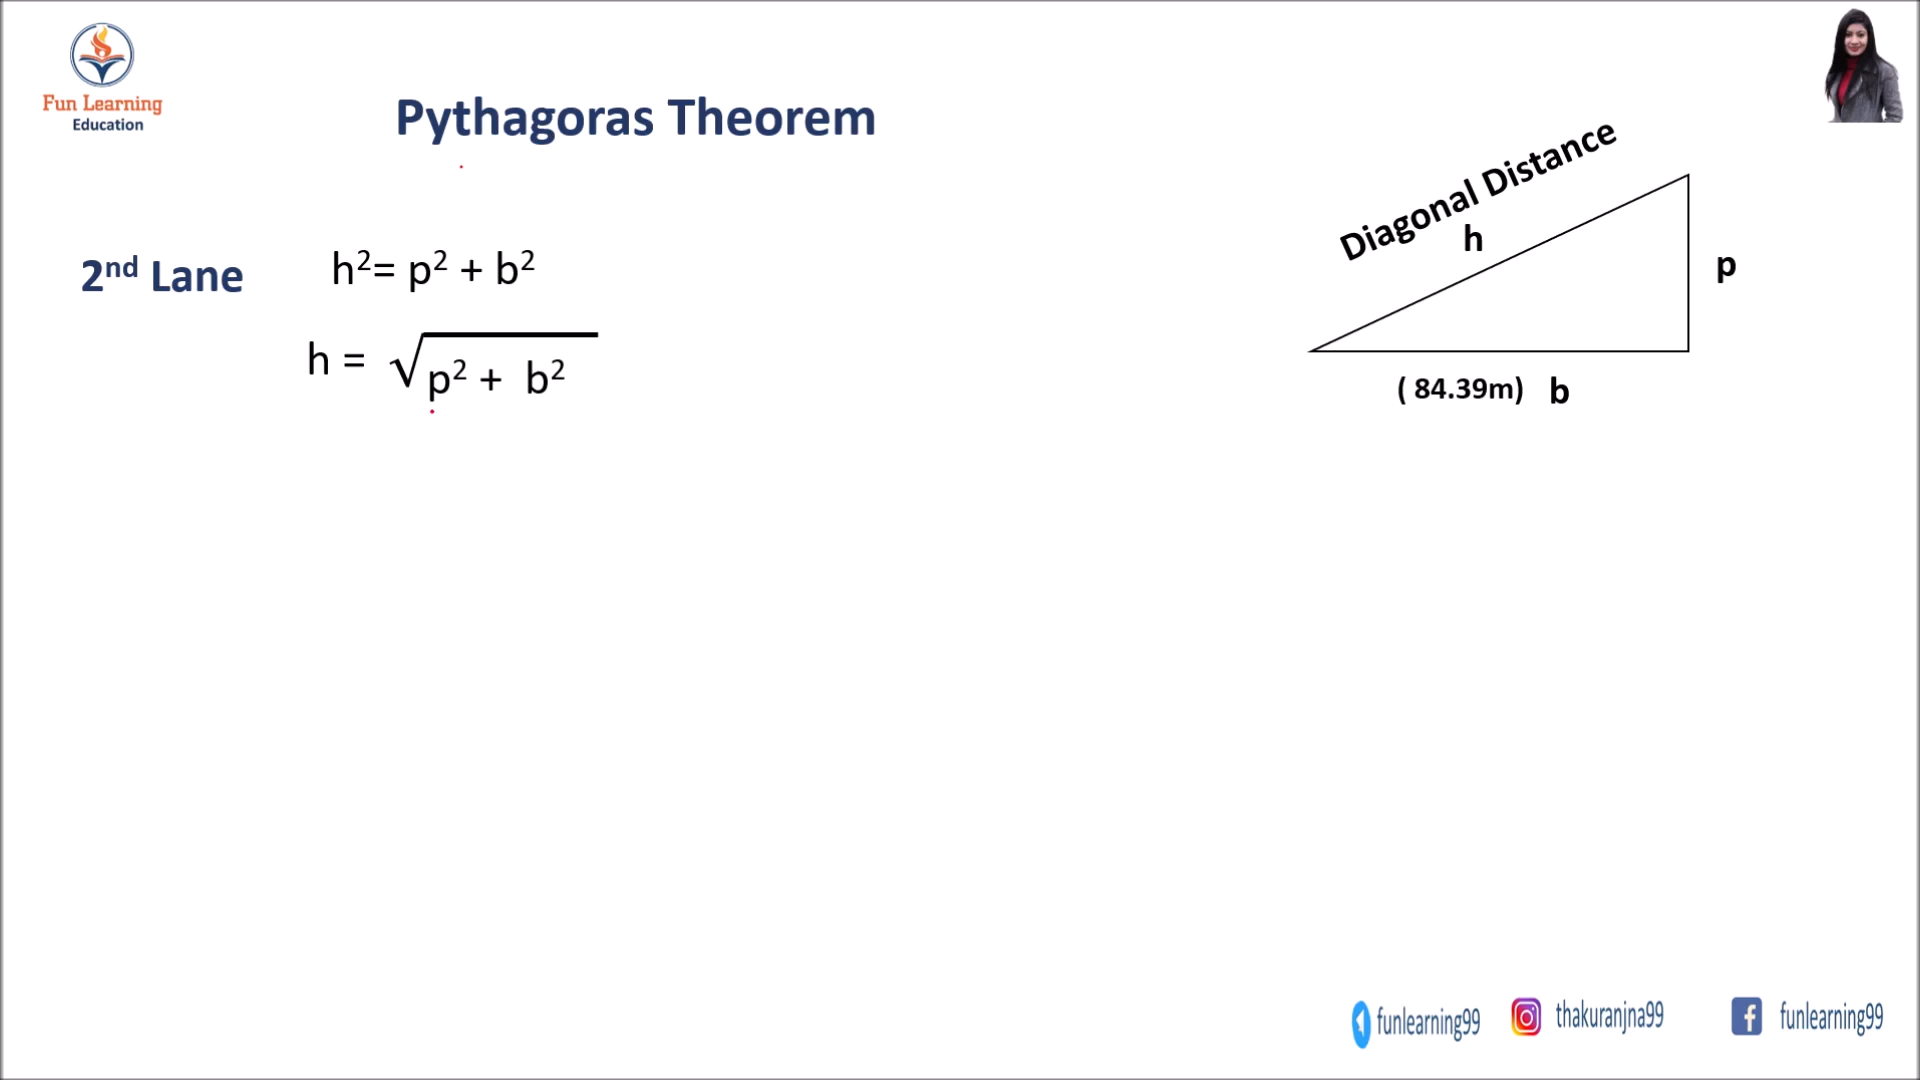 Fun Learning
Education
Pythagoras Theorem
Diagonal Distance
h
p
2nd Lane
h²= p² + b²
h = √p² + b²
( 84.39m) b
funlearning99
thakuranjna99
funlearning99